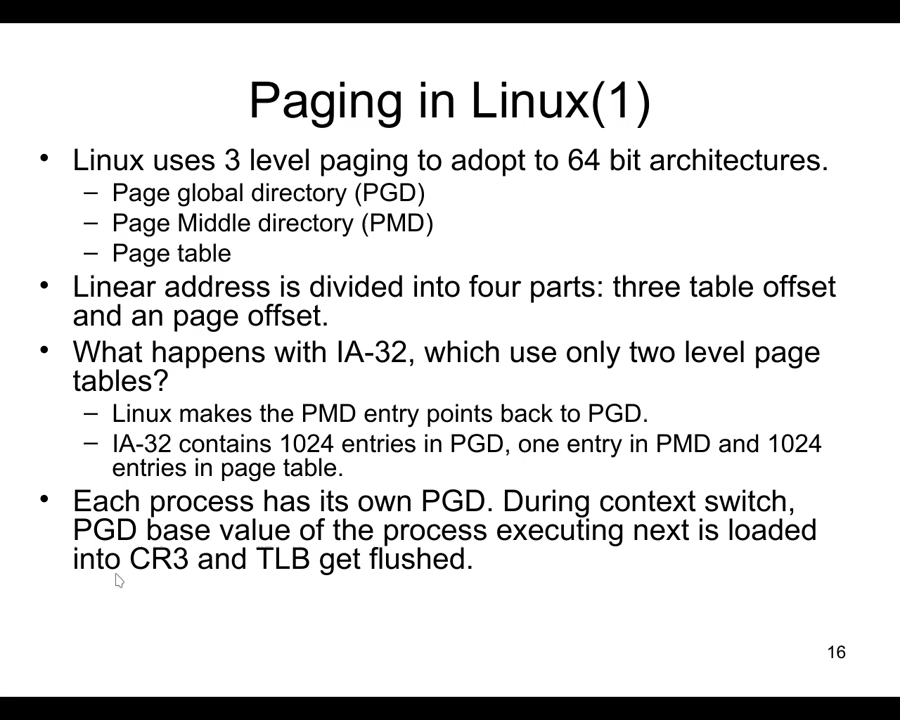 Paging in Linux(1)
• Linux uses 3 level paging to adopt to 64 bit architectures.
– Page global directory (PGD)
– Page Middle directory (PMD)
– Page table
• Linear address is divided into four parts: three table offset
and an page offset.
• What happens with IA-32, which use only two level page
tables?
– Linux makes the PMD entry points back to PGD.
– IA-32 contains 1024 entries in PGD, one entry in PMD and 1024
entries in page table.
• Each process has its own PGD. During context switch,
PGD base value of the process executing next is loaded
into CR3 and TLB get flushed.
16